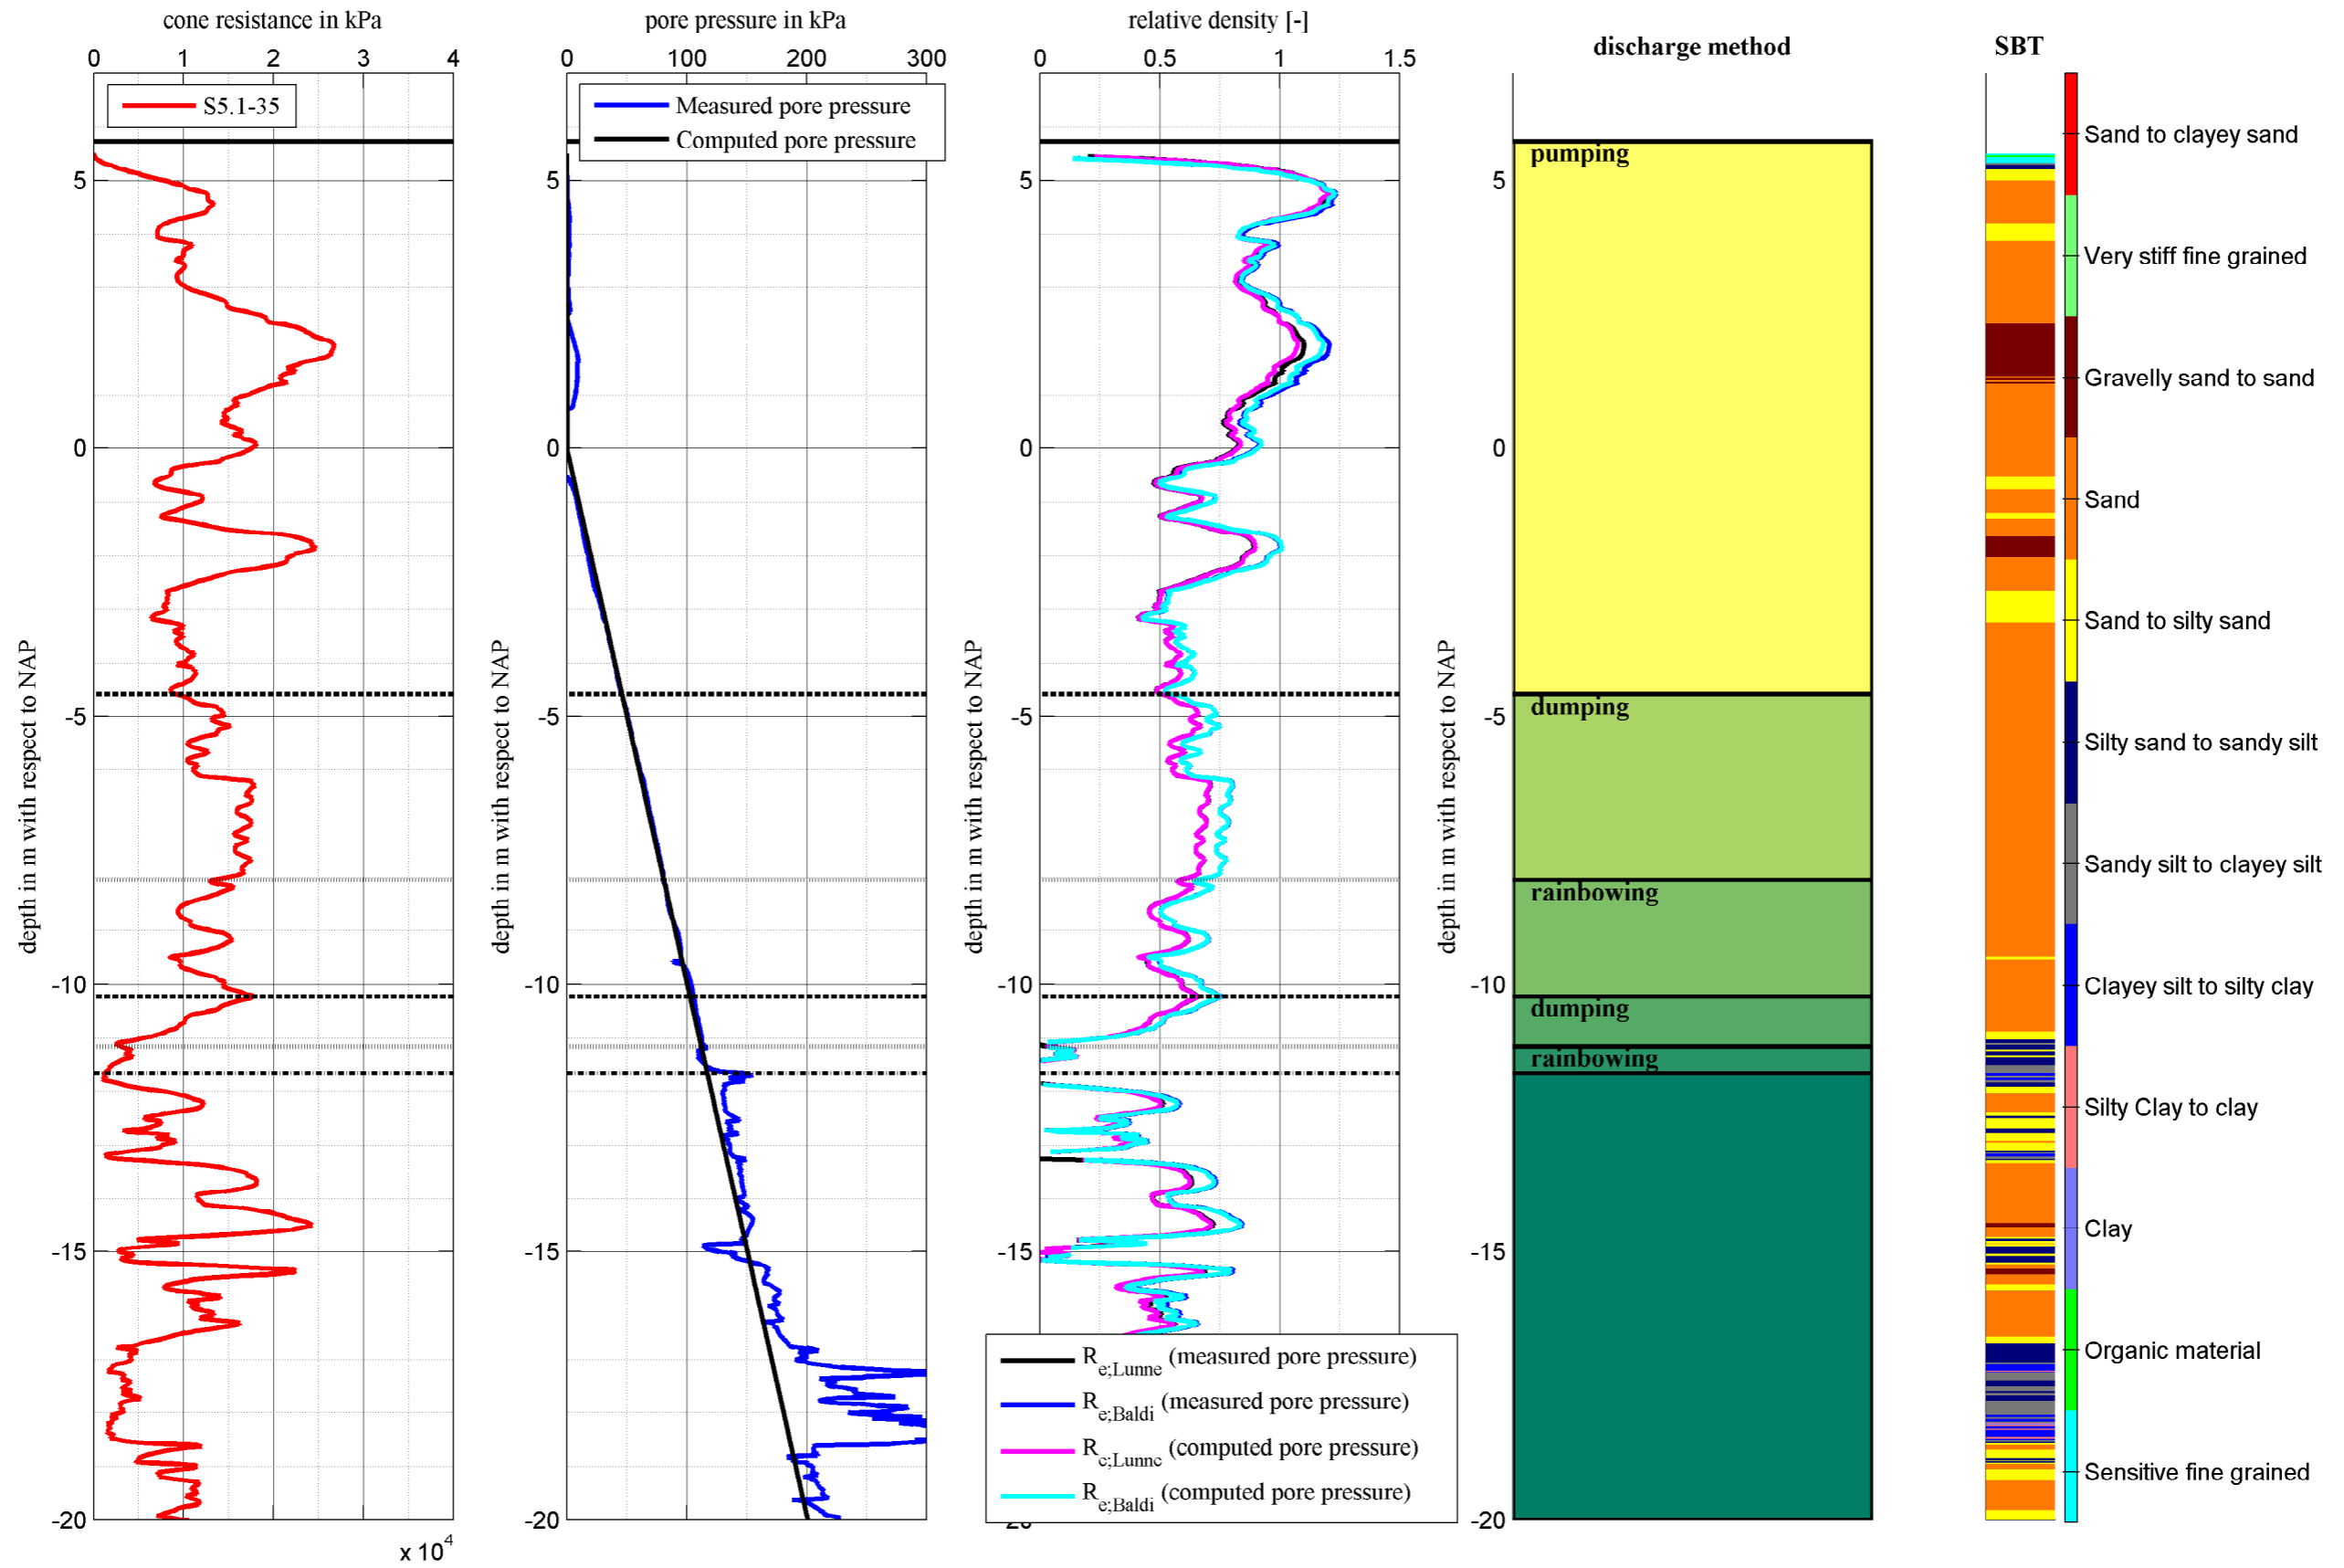 cone resistance in kPa
0 1 2 3 4
S5.1-35
5
0
-5
-10
-15
-20
x 10^4
depth in m with respect to NAP
pore pressure in kPa
0 100 200 300
Measured pore pressure
Computed pore pressure
5
0
-5
-10
-15
-20
depth in m with respect to NAP
relative density [-]
0 0.5 1 1.5
5
0
-5
-10
-15
depth in m with respect to NAP
R_e;Lunne (measured pore pressure)
R_e;Baldi (measured pore pressure)
R_e;Lunne (computed pore pressure)
R_e;Baldi (computed pore pressure)
discharge method
pumping
dumping
rainbowing
dumping
rainbowing
5
0
-5
-10
-15
-20
depth in m with respect to NAP
SBT
Sand to clayey sand
Very stiff fine grained
Gravelly sand to sand
Sand
Sand to silty sand
Silty sand to sandy silt
Sandy silt to clayey silt
Clayey silt to silty clay
Silty Clay to clay
Clay
Organic material
Sensitive fine grained